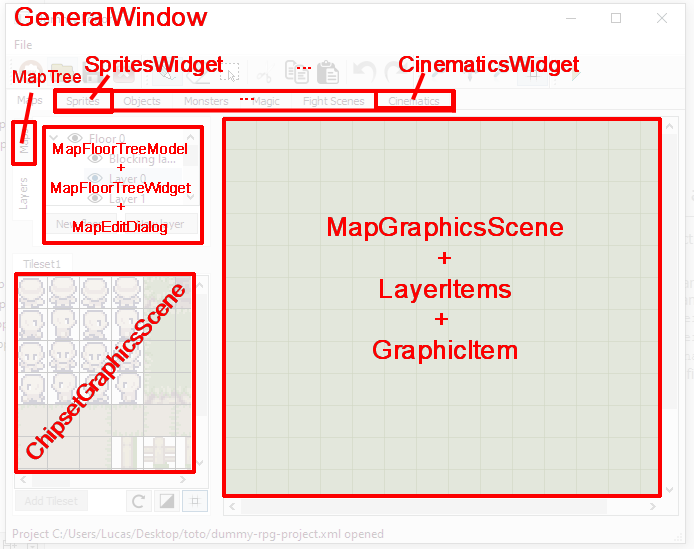 GeneralWindow
File
MapTree
SpritesWidget
...
CinematicsWidget
Maps
Sprites
Objects
Monsters
...
Magic
Fight Scenes
Cinematics
Floor 0
Blocking la...
Layer 0
Layer 1
MapFloorTreeModel
+
MapFloorTreeWidget
+
MapEditDialog
Layers
layer
MapGraphicsScene
+
LayerItems
+
GraphicItem
Tileset1
ChipsetGraphicsScene
Add Tileset
Project C:/Users/Lucas/Desktop/toto/dummy-rpg-project.xml opened